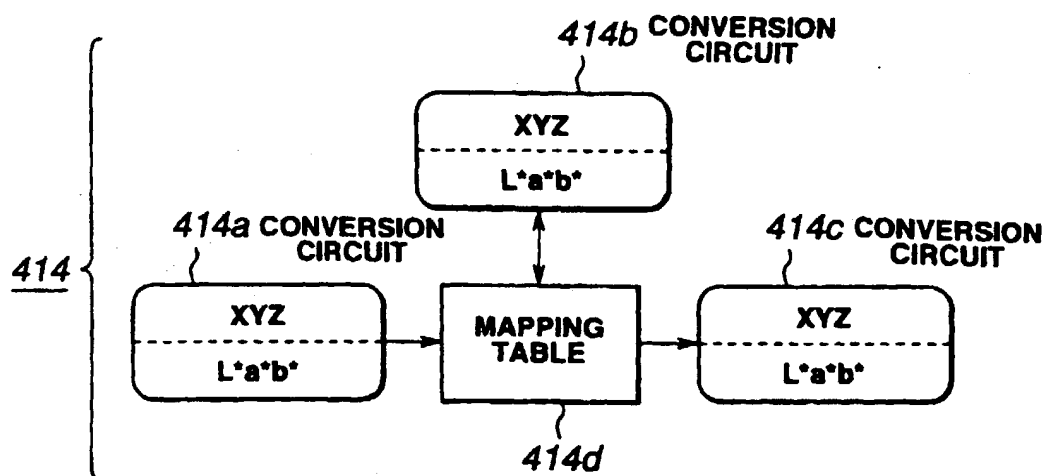 414b CONVERSION
CIRCUIT
XYZ
L*a*b*
414a CONVERSION
CIRCUIT
414c CONVERSION
CIRCUIT
414
XYZ
L*a*b*
MAPPING
TABLE
XYZ
L*a*b*
414d